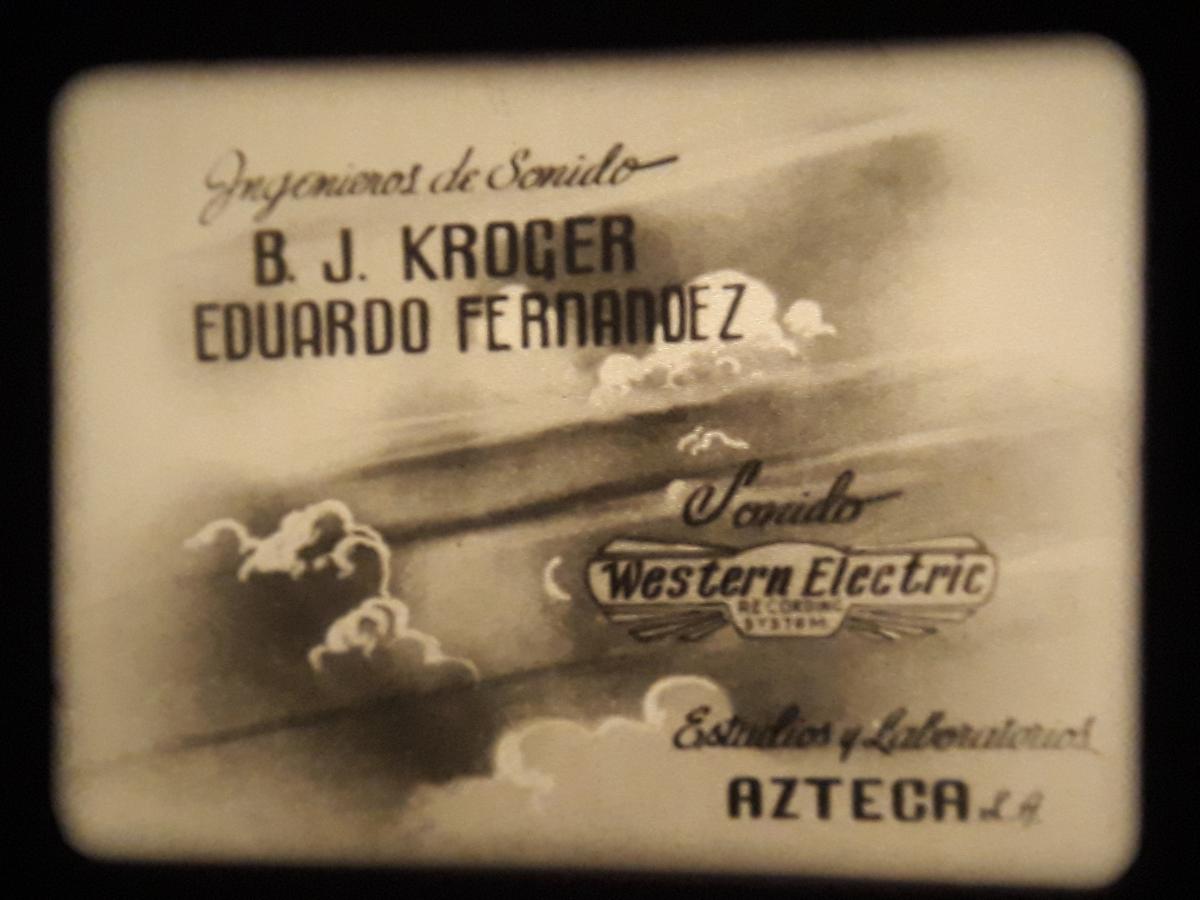 Ingenieros de Sonido
B. J. KROGER
EDUARDO FERNANDEZ
Sonido
Western Electric
RECORDING
SYSTEM
Estudios y Laboratorios
AZTECA S. A.